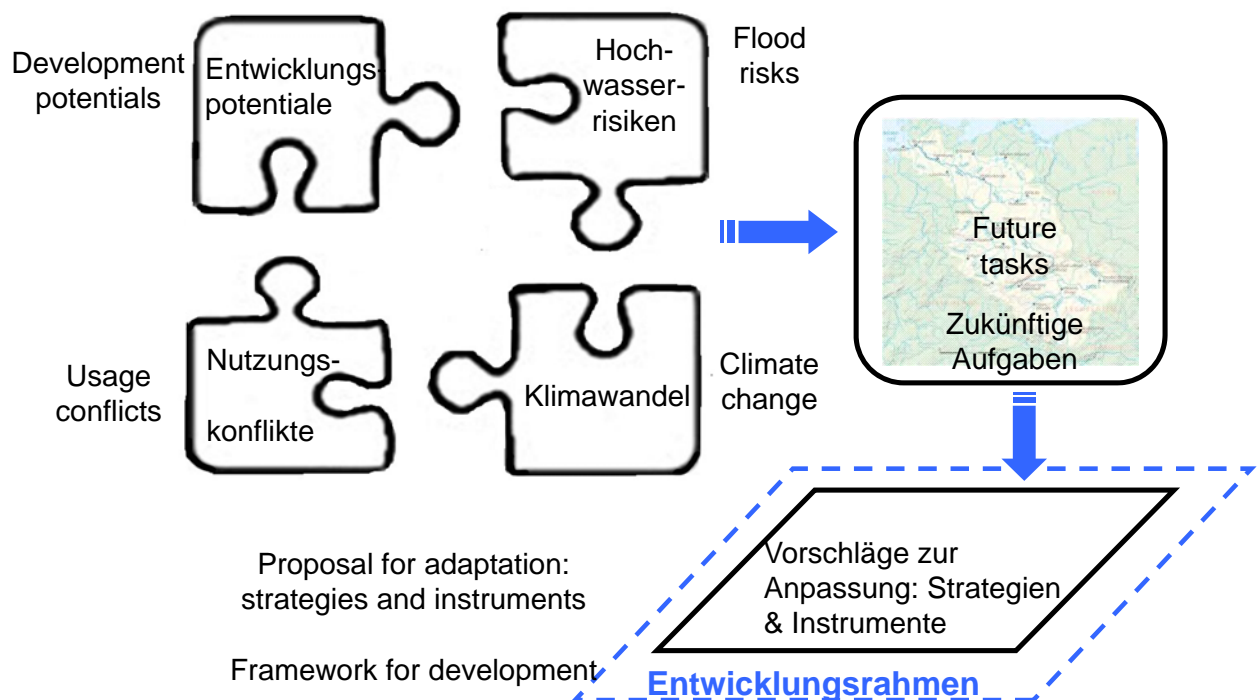 Development
potentials
Entwicklungs-
potentiale
Hoch-
wasser-
risiken
Flood
risks
Usage
conflicts
Nutzungs-
konflikte
Klimawandel
Climate
change
Future
tasks
Zukünftige
Aufgaben
Proposal for adaptation:
strategies and instruments
Vorschläge zur
Anpassung: Strategien
& Instrumente
Framework for development
Entwicklungsrahmen